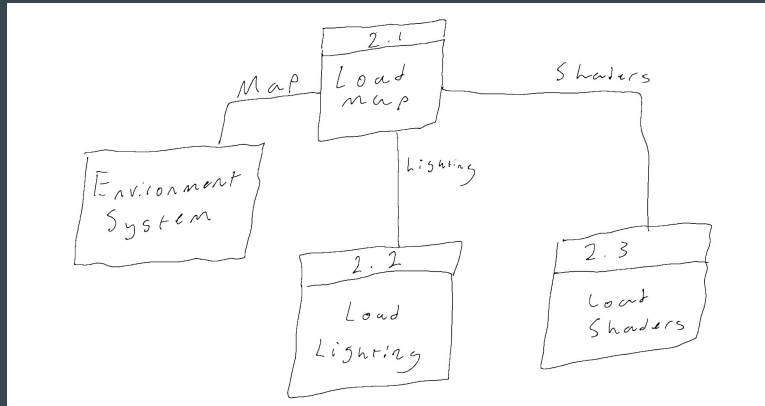 2.1
Load
map
Map
Shaders
Environment
System
Lighting
2.2
Load
Lighting
2.3
Load
Shaders